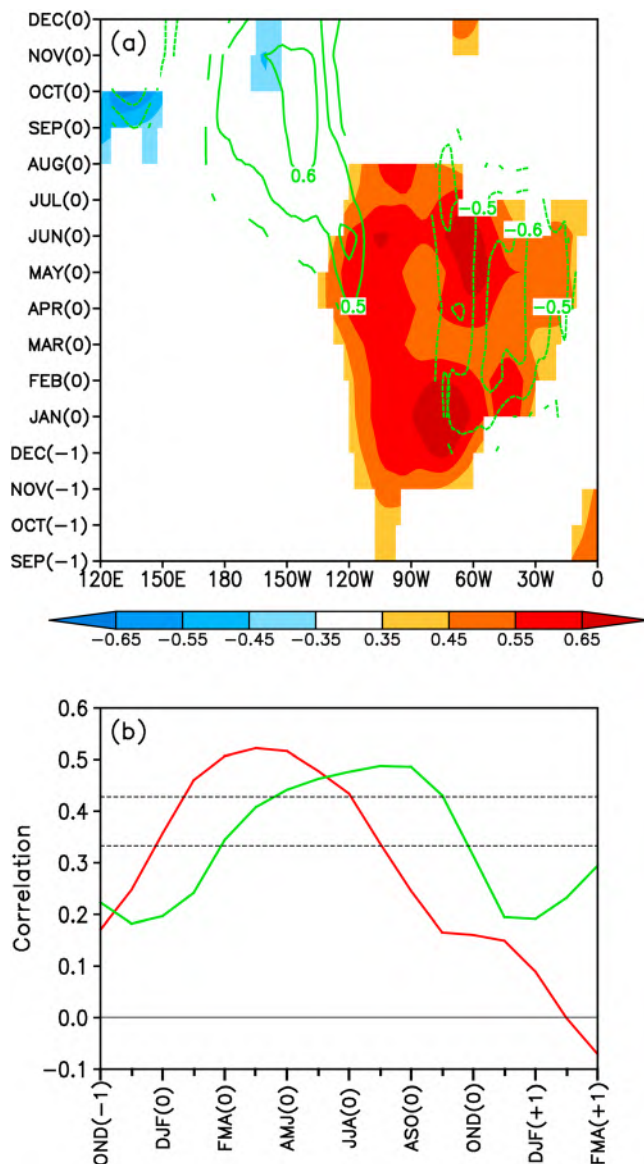 (a)
DEC(0)
NOV(0)
OCT(0)
SEP(0)
AUG(0)
JUL(0)
JUN(0)
MAY(0)
APR(0)
MAR(0)
FEB(0)
JAN(0)
DEC(−1)
NOV(−1)
OCT(−1)
SEP(−1)
0.6
−0.5
−0.6
0.5
−0.5
120E 150E 180 150W 120W 90W 60W 30W 0
−0.65 −0.55 −0.45 −0.35 0.35 0.45 0.55 0.65
(b)
Correlation
0.6
0.5
0.4
0.3
0.2
0.1
0.0
−0.1
OND(−1) DJF(0) FMA(0) AMJ(0) JJA(0) ASO(0) OND(0) DJF(+1) FMA(+1)